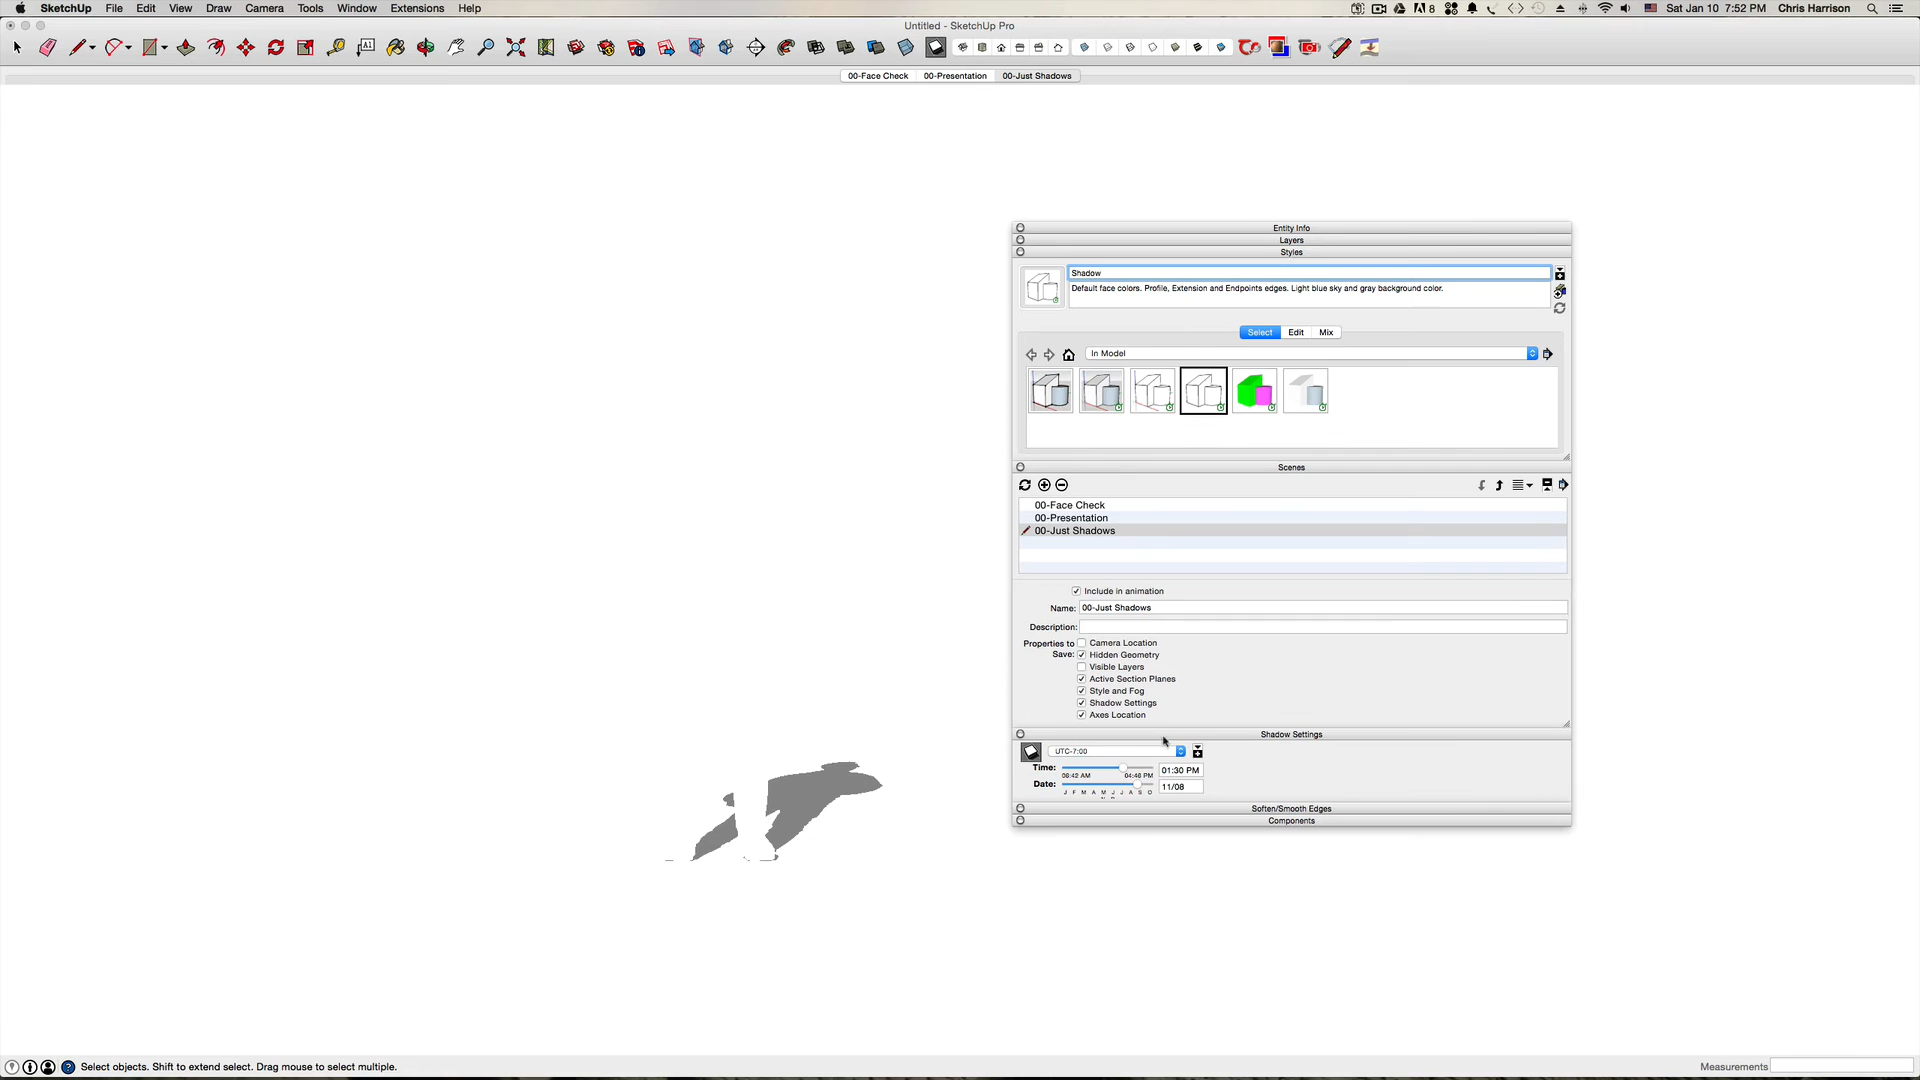 SketchUp File Edit View Draw Camera Tools Window Extensions Help 8 Sat Jan 10 7:52 PM Chris Harrison
Untitled - SketchUp Pro
A1
00-Face Check 00-Presentation 00-Just Shadows
Entity Info
Layers
Styles
Shadow
Default face colors. Profile, Extension and Endpoints edges. Light blue sky and gray background color.
Select Edit Mix
In Model
Scenes
00-Face Check
00-Presentation
00-Just Shadows
Include in animation
Name: 00-Just Shadows
Description:
Properties to Save: Camera Location
Hidden Geometry
Visible Layers
Active Section Planes
Style and Fog
Shadow Settings
Axes Location
Shadow Settings
UTC-7:00
Time: 01:30 PM
06:42 AM 04:46 PM
Date: 11/08
J F M A M J J A S O
N
Soften/Smooth Edges
Components
Select objects. Shift to extend select. Drag mouse to select multiple. Measurements